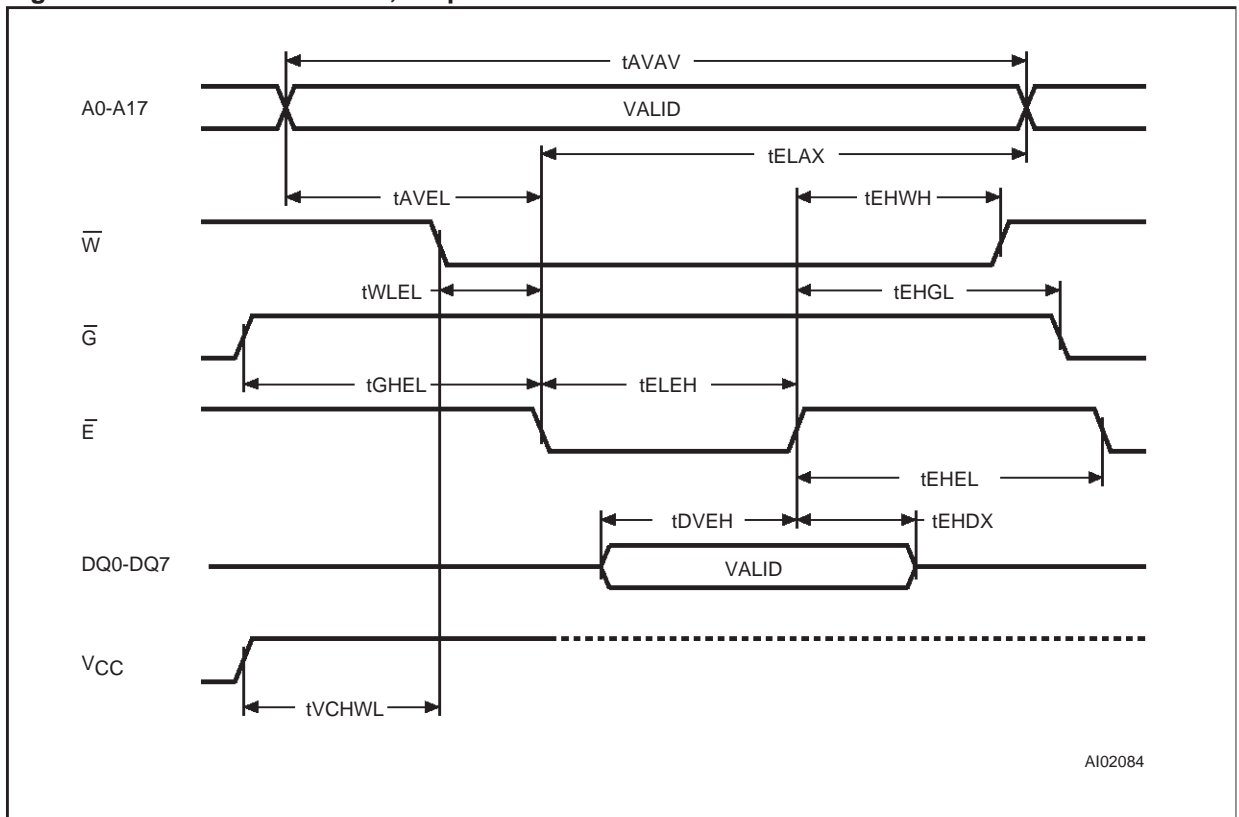 tAVAV
A0-A17
VALID
tELAX
tAVEL
tEHWH
W
tWLEL
tEHGL
G
tGHEL
tELEH
E
tEHEL
tDVEH
tEHDX
DQ0-DQ7
VALID
VCC
tVCHWL
AI02084